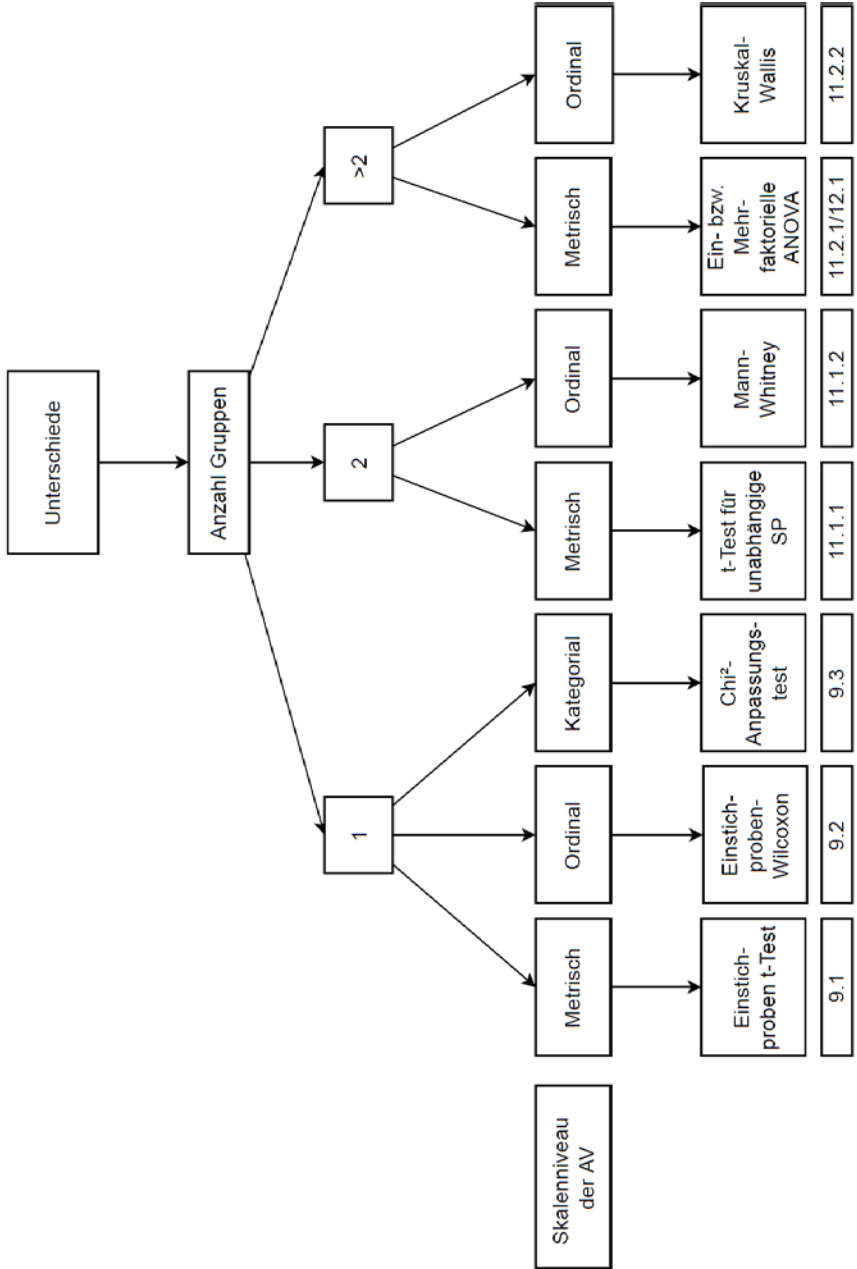 Unterschiede
Anzahl Gruppen
1
2
>2
Skalenniveau
der AV
Metrisch
Ordinal
Kategorial
Metrisch
Ordinal
Metrisch
Ordinal
Einstich-
proben t-Test
Einstich-
proben-
Wilcoxon
Chi²-
Anpassungs-
test
t-Test für
unabhängige
SP
Mann-
Whitney
Ein- bzw.
Mehr-
faktorielle
ANOVA
Kruskal-
Wallis
9.1
9.2
9.3
11.1.1
11.1.2
11.2.1/12.1
11.2.2